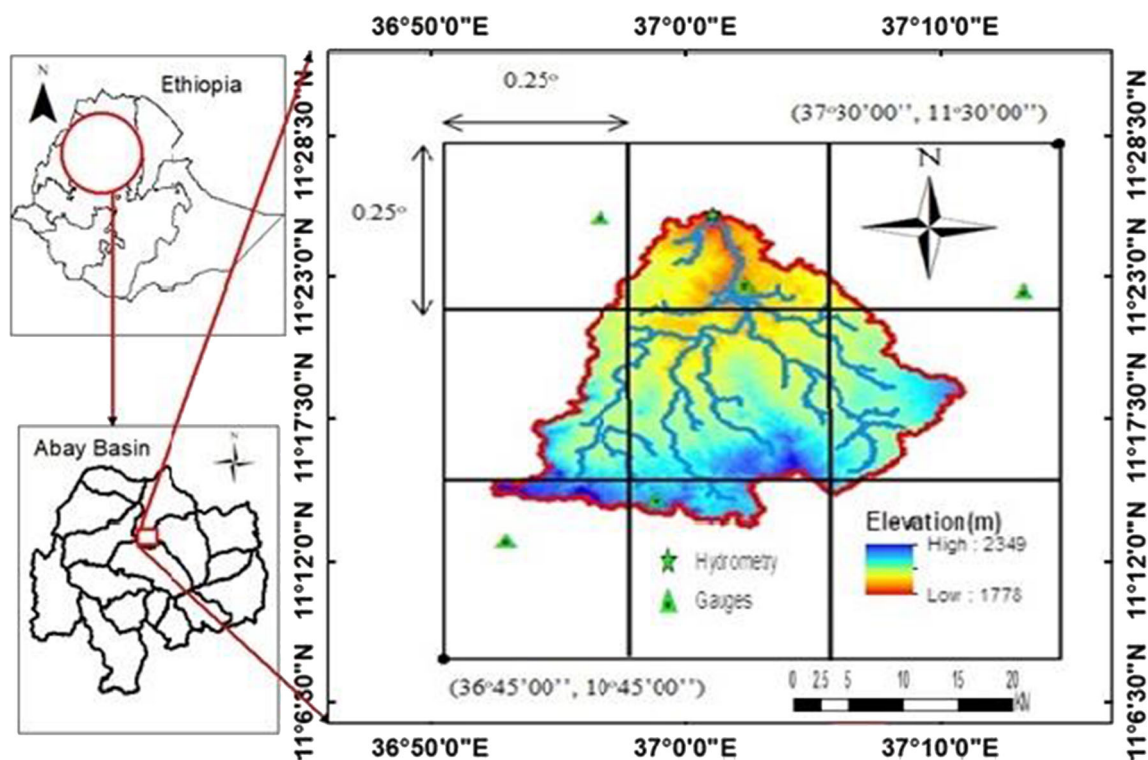 36°50'0"E 37°0'0"E 37°10'0"E
N
Ethiopia
Abay Basin
N
0.25°
0.25°
(37°30'00'', 11°30'00'')
N
11°28'30"N
11°23'0"N
11°17'30"N
11°12'0"N
11°6'30"N
11°28'30"N
11°23'0"N
11°17'30"N
11°12'0"N
11°6'30"N
Elevation(m)
High : 2349
Low : 1778
Hydrometry
Gauges
(36°45'00'', 10°45'00'')
0 2.5 5 10 15 20
KM
36°50'0"E 37°0'0"E 37°10'0"E